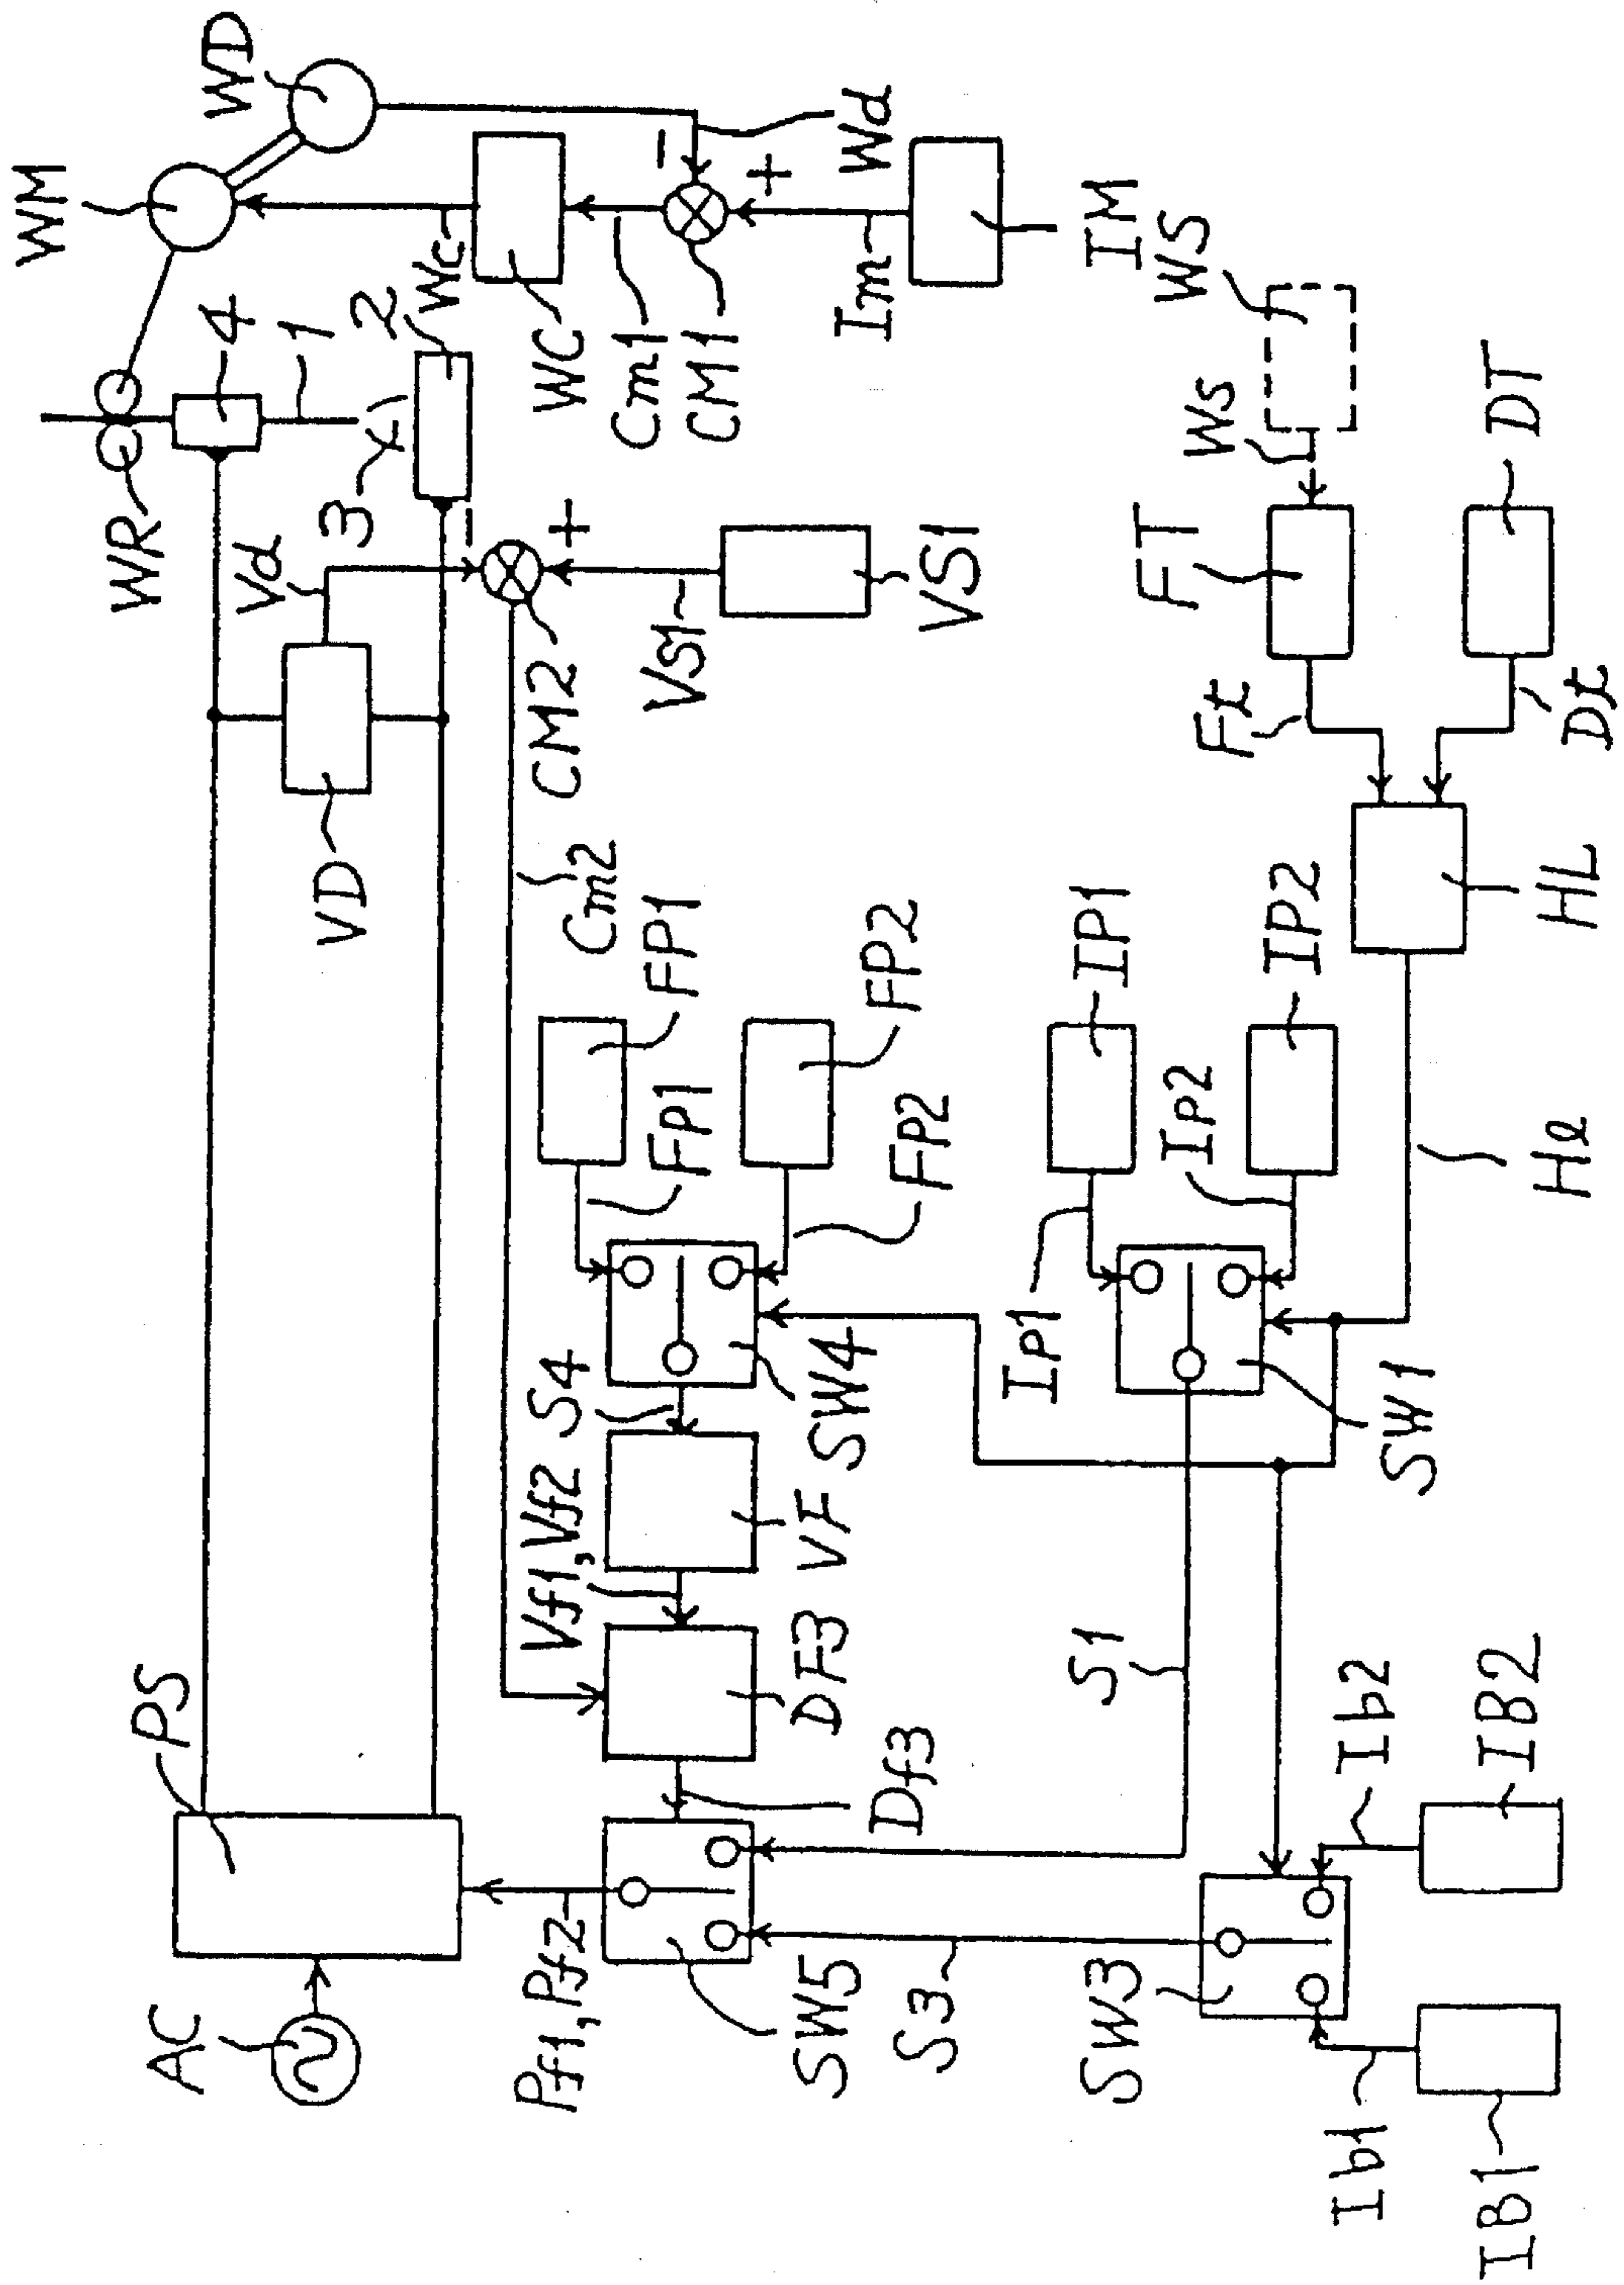 AC
PS
WM
WD
WR
4
1
2
3
Vd
VD
Wc
WC
Cm1
CM1
Wd
Im
IM
-
+
-
+
CM2
Vs1
VS1
Cm2
FP1
FP1
FP2
FP2
S4
SW4
Vf1,Vf2
VF
DF3
Df3
Pf1,Pf2
SW5
S3
SW3
S1
SW1
Ip1
IP1
Ip2
IP2
WS
Ws
FT
Ft
DT
Dt
HL
Hl
Ib1
IB1
Ib2
IB2